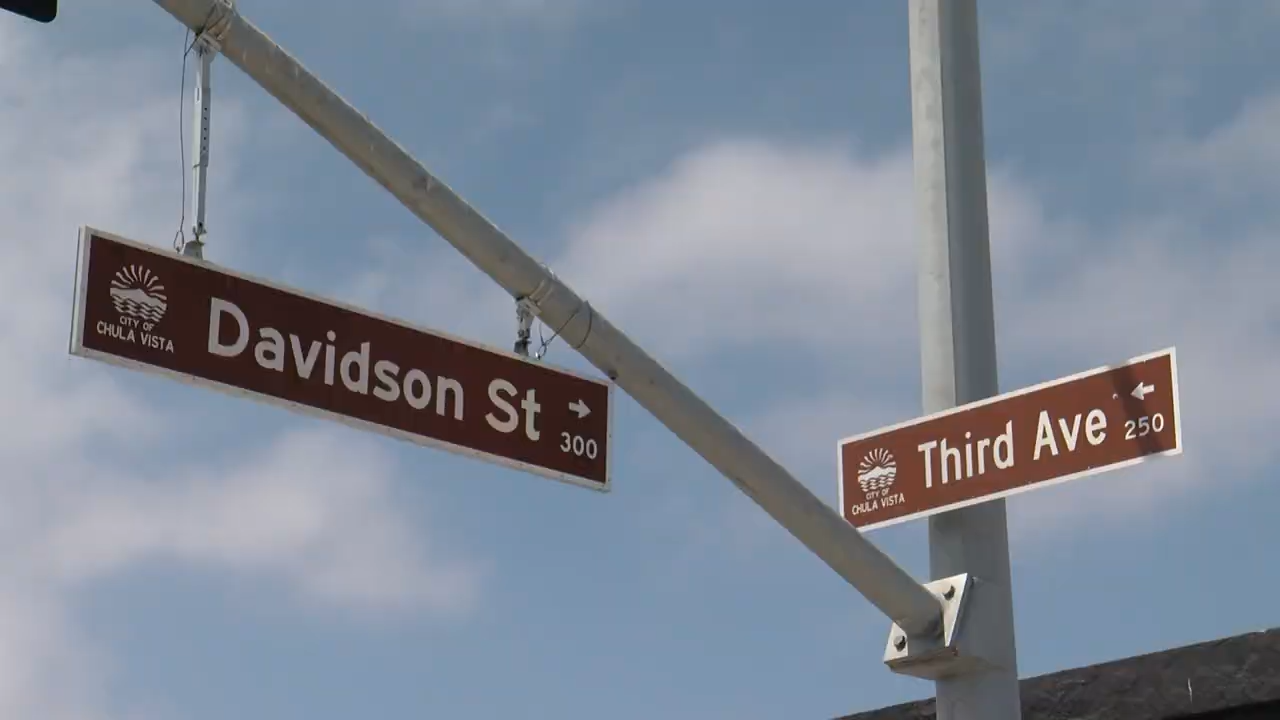 CITY OF
CHULA VISTA
Davidson St
→
300
CITY OF
CHULA VISTA
Third Ave
←
250